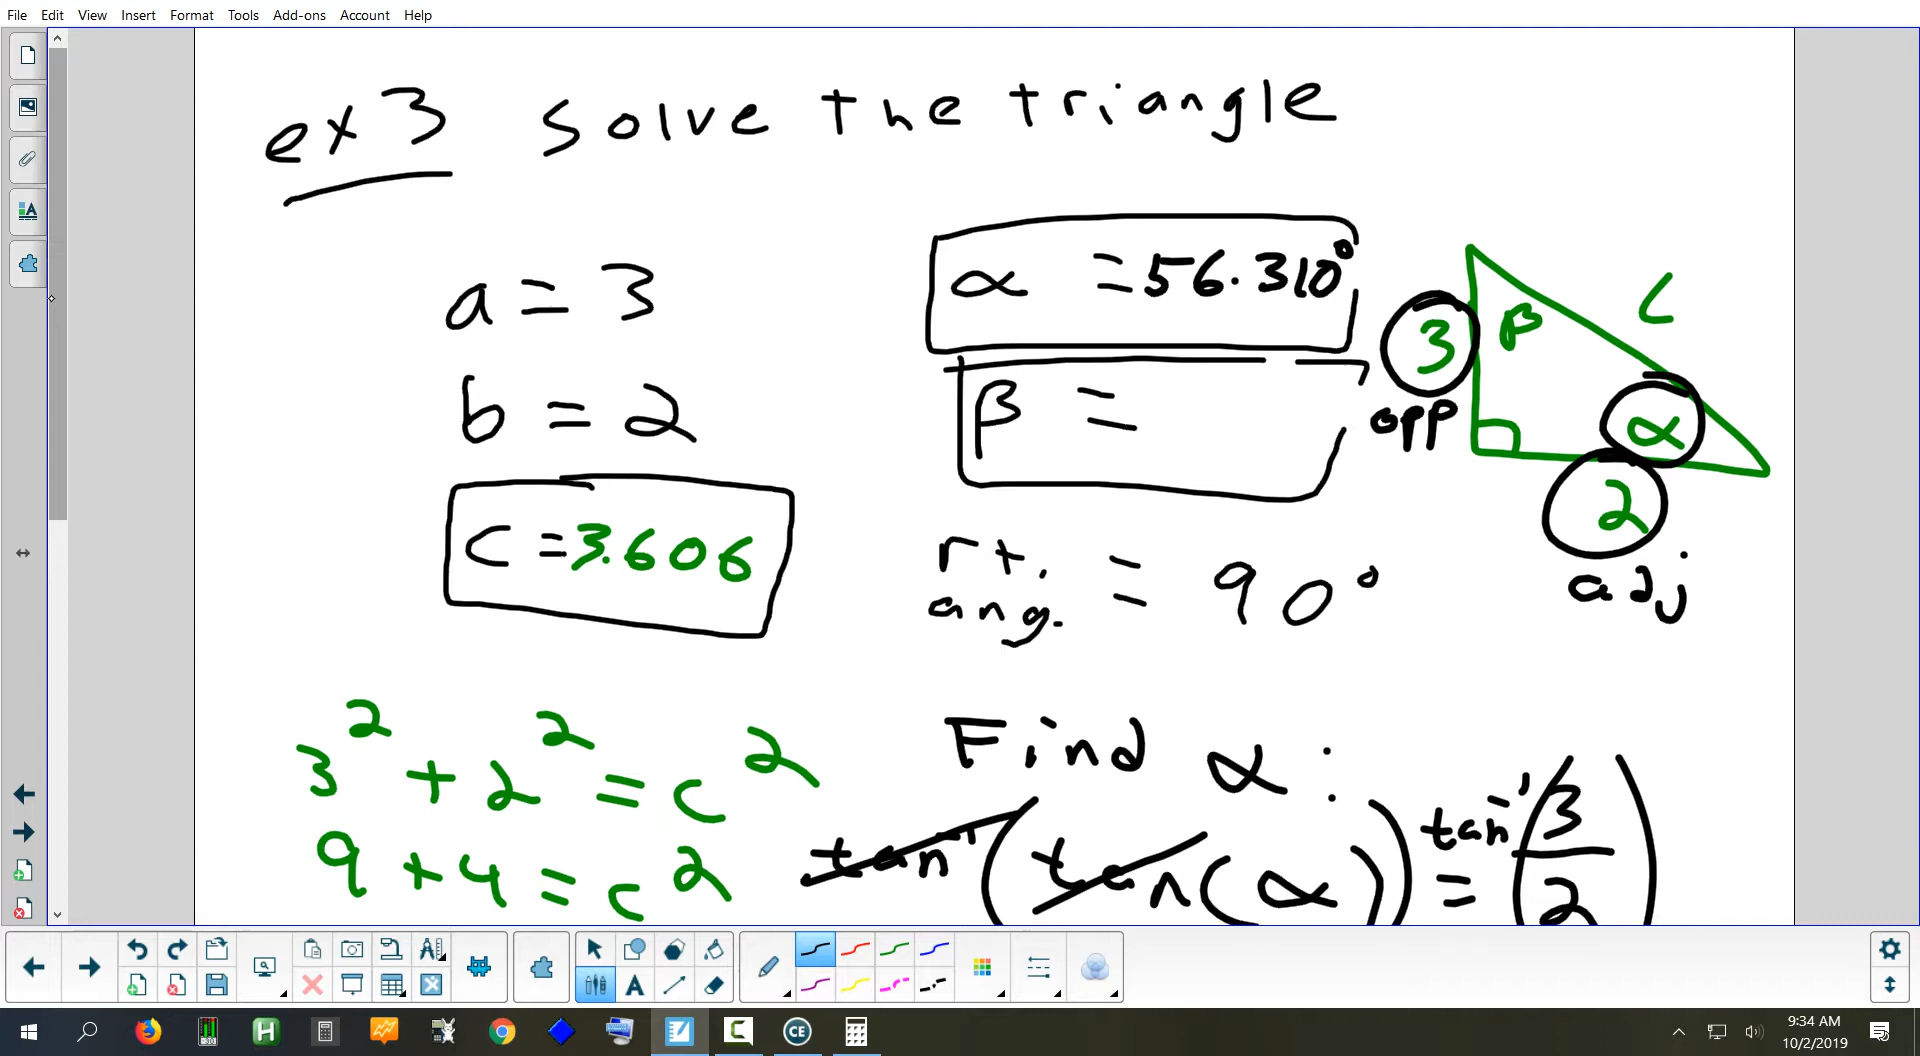 File Edit View Insert Format Tools Add-ons Account Help
ex 3 solve the triangle
a = 3
b = 2
c = 3.606
α = 56.310°
β =
rt. ang. = 90°
3
opp
β
c
α
2
adj
3² + 2² = c²
9 + 4 = c²
Find α:
tan⁻¹(tan(α)) = tan⁻¹(3/2)
A
CE
9:34 AM
10/2/2019